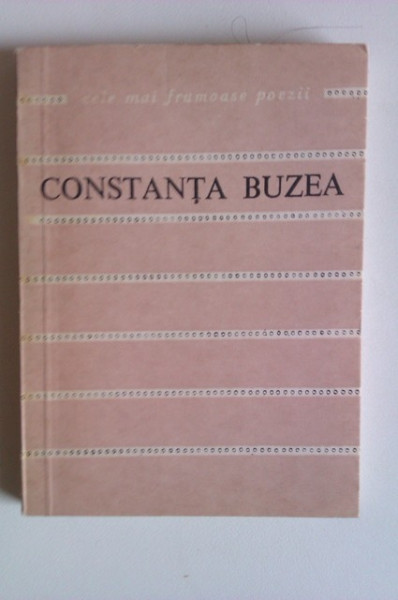 cele mai frumoase poezii
CONSTANȚA BUZEA